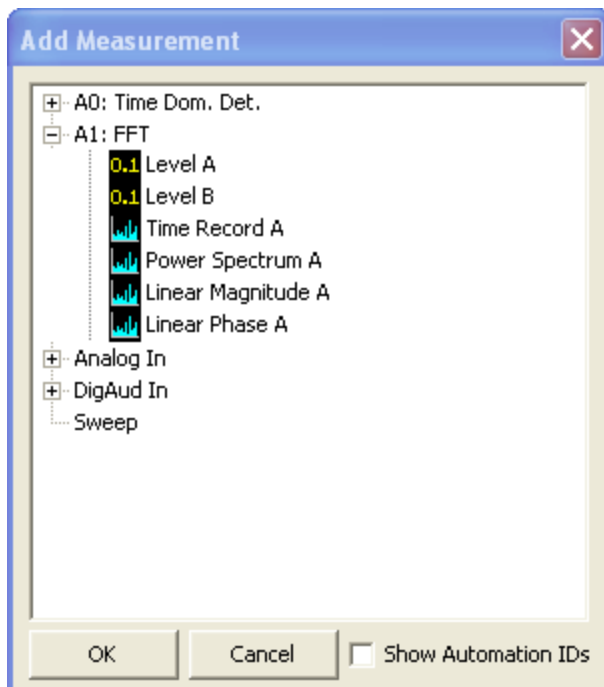 Add Measurement
A0: Time Dom. Det.
A1: FFT
0.1 Level A
0.1 Level B
Time Record A
Power Spectrum A
Linear Magnitude A
Linear Phase A
Analog In
DigAud In
Sweep
OK Cancel Show Automation IDs